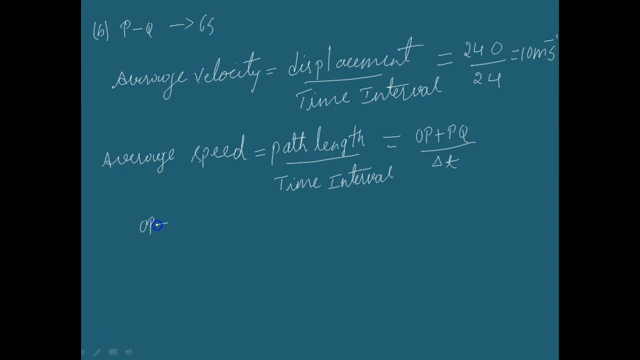 (b) P-Q → 6s
Average velocity = displacement / Time Interval = 240 / 24 = 10ms⁻¹
Average speed = path length / Time Interval = OP+PQ / Δt
OP-